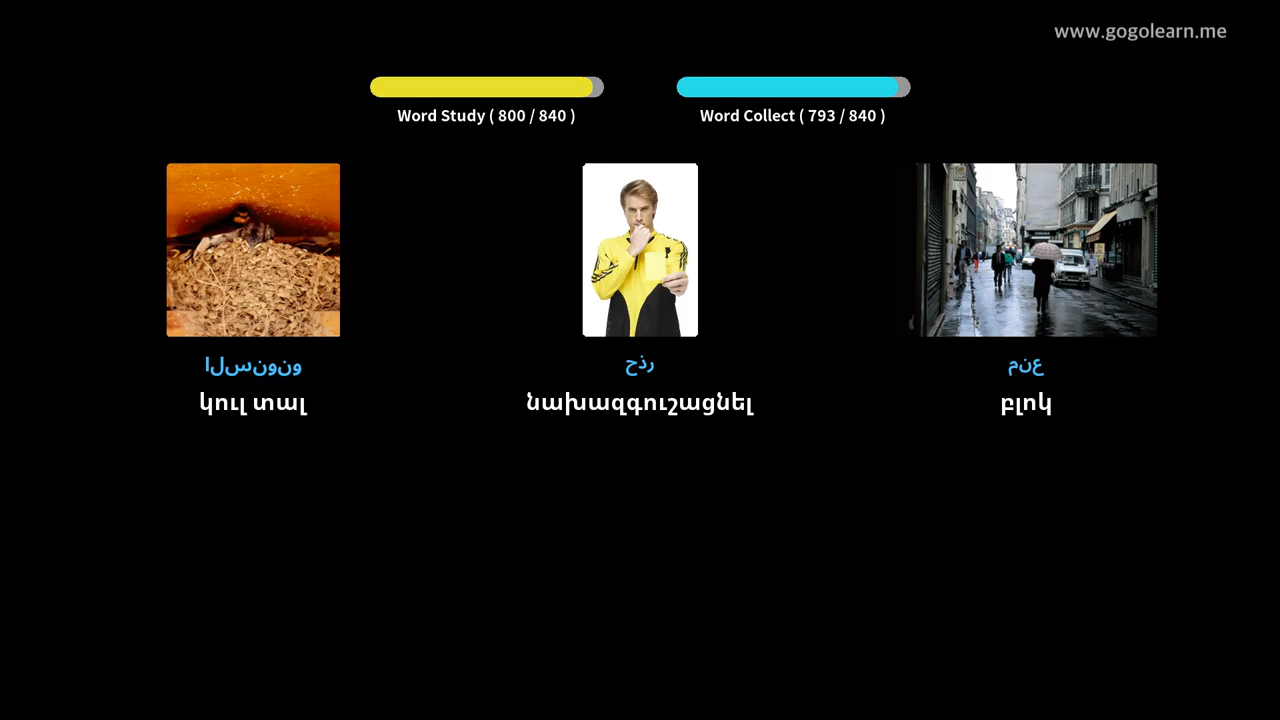 www.gogolearn.me
Word Study ( 800 / 840 )
Word Collect ( 793 / 840 )
السنونو
կուլ տալ
حذر
նախազգուշացնել
منع
բլոկ